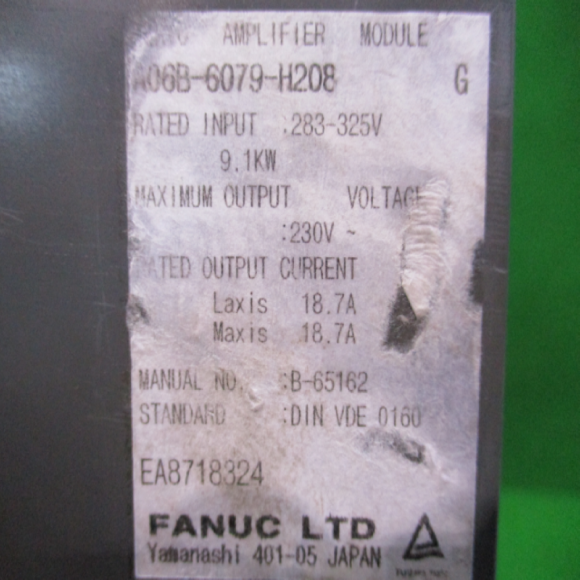 AMPLIFIER MODULE
A06B-6079-H208 G
RATED INPUT :283-325V
9.1KW
MAXIMUM OUTPUT VOLTAGE
:230V ~
RATED OUTPUT CURRENT
Laxis 18.7A
Maxis 18.7A
MANUAL NO. :B-65162
STANDARD :DIN VDE 0160
EA8718324
FANUC LTD
Yamanashi 401-05 JAPAN